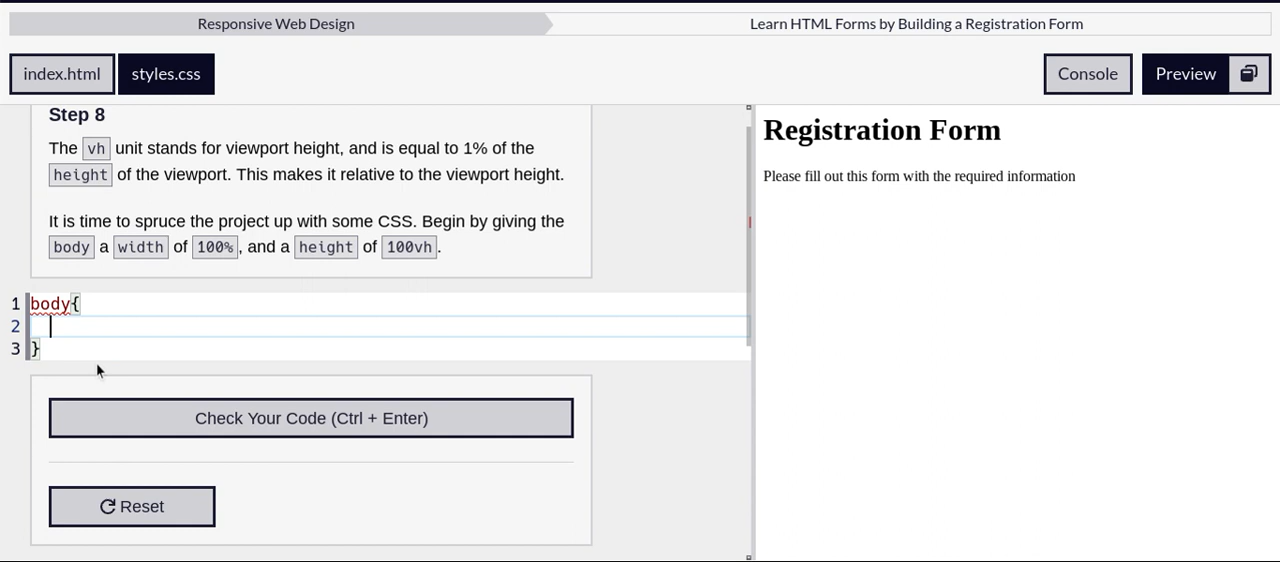 Responsive Web Design
Learn HTML Forms by Building a Registration Form
index.html
styles.css
Console
Preview
Step 8
The vh unit stands for viewport height, and is equal to 1% of the
height of the viewport. This makes it relative to the viewport height.
It is time to spruce the project up with some CSS. Begin by giving the
body a width of 100%, and a height of 100vh.
1 body{
2
3 }
Check Your Code (Ctrl + Enter)
Reset
Registration Form
Please fill out this form with the required information